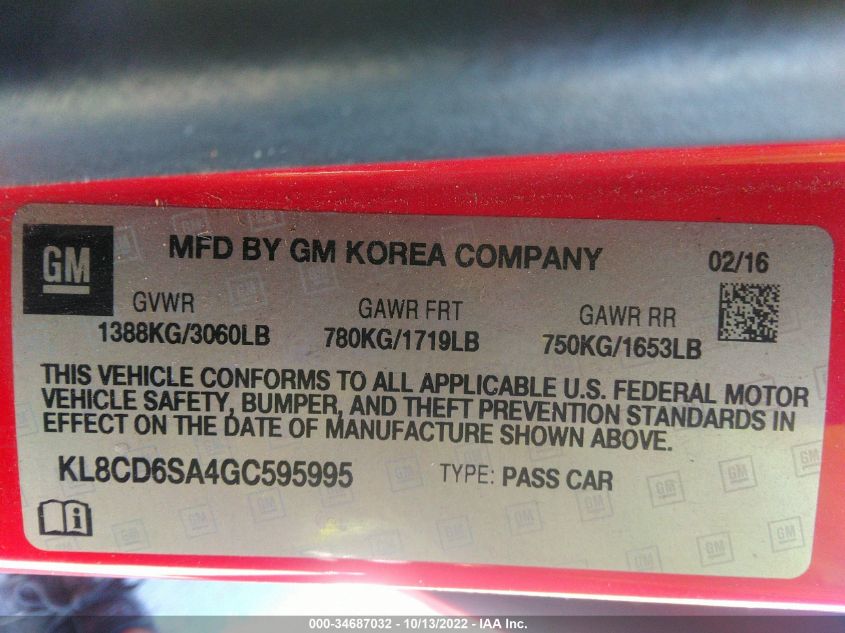 GM
MFD BY GM KOREA COMPANY
02/16
GVWR GAWR FRT GAWR RR
1388KG/3060LB 780KG/1719LB 750KG/1653LB
THIS VEHICLE CONFORMS TO ALL APPLICABLE U.S. FEDERAL MOTOR
VEHICLE SAFETY, BUMPER, AND THEFT PREVENTION STANDARDS IN
EFFECT ON THE DATE OF MANUFACTURE SHOWN ABOVE.
KL8CD6SA4GC595995 TYPE: PASS CAR
000-34687032 - 10/13/2022 - IAA Inc.